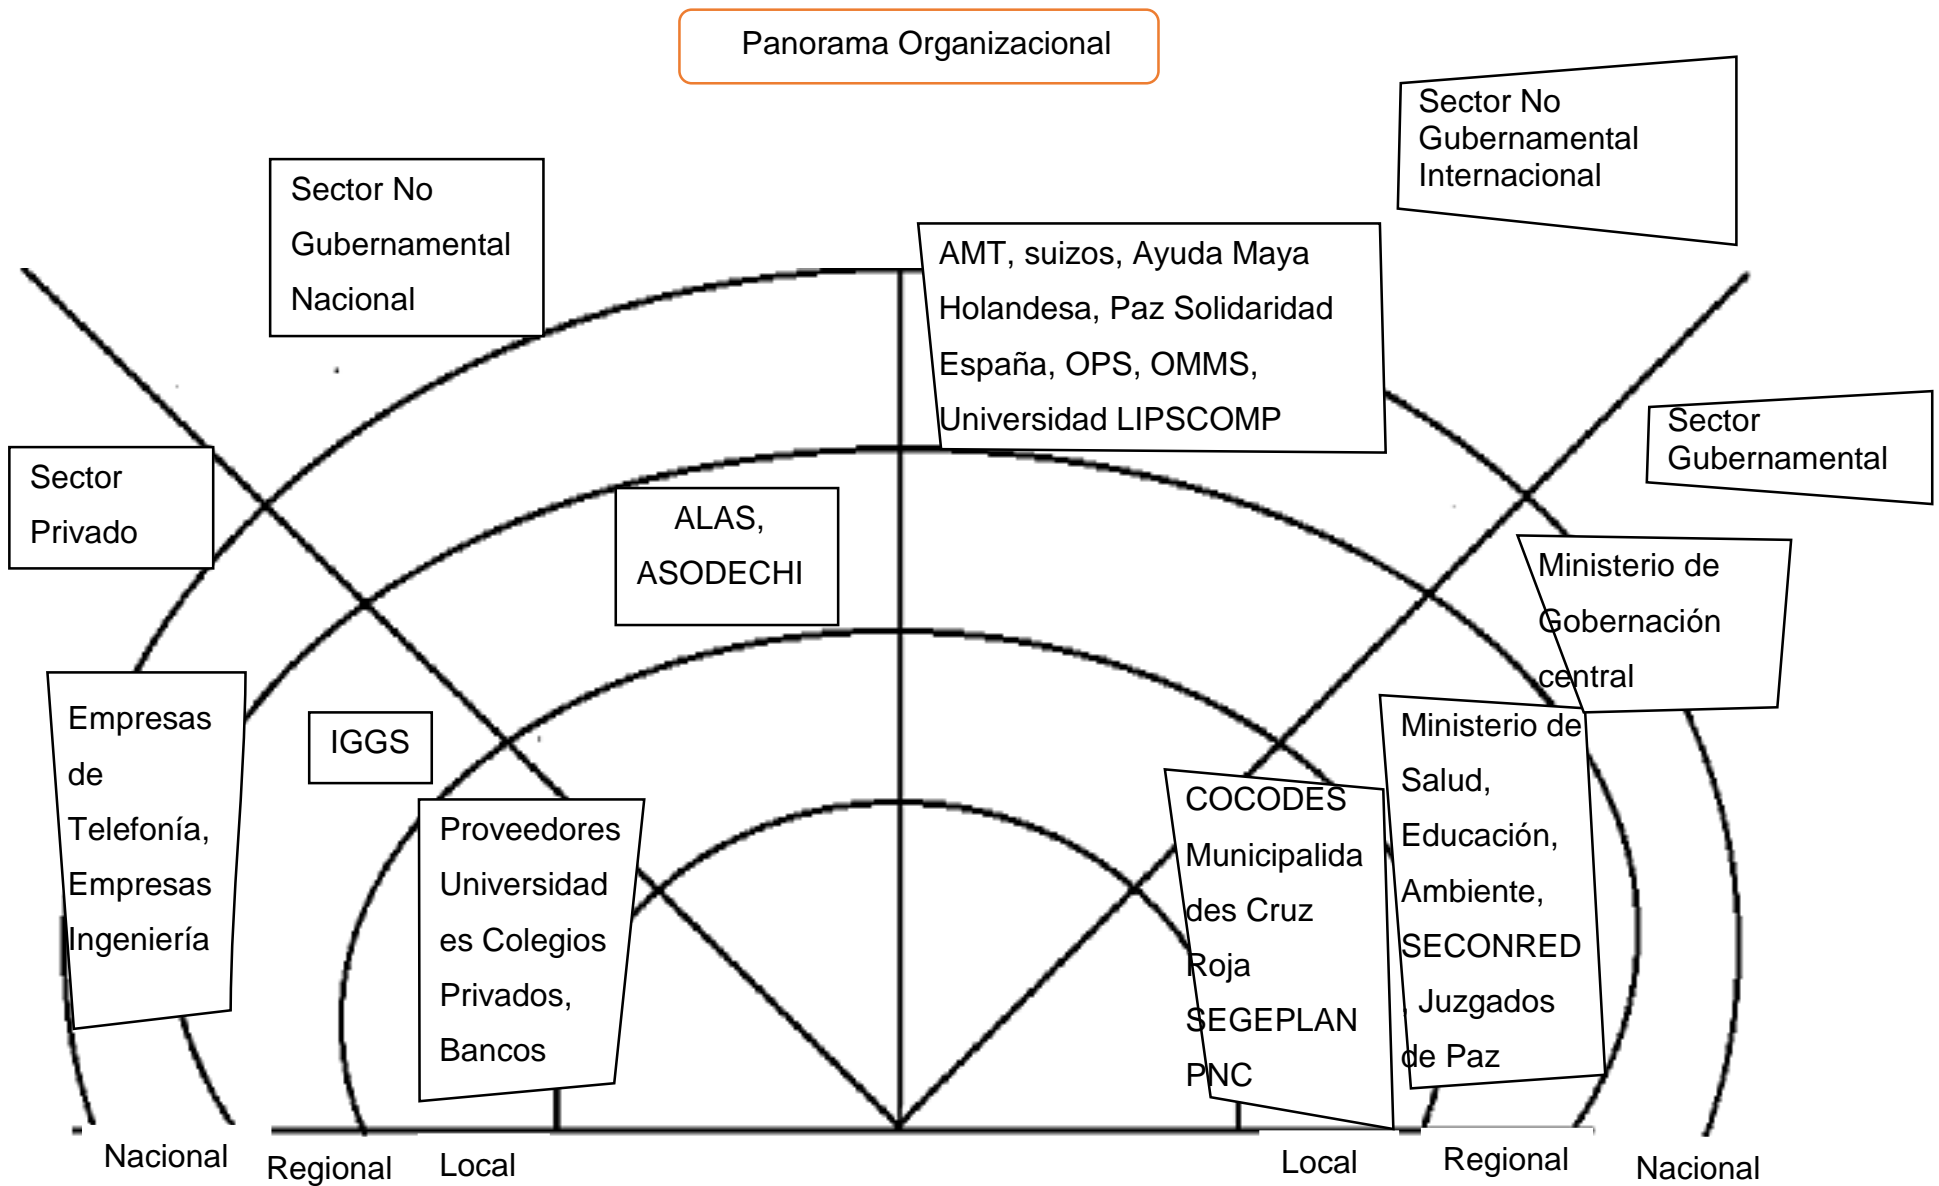 Panorama Organizacional
Sector No
Gubernamental
Internacional
Sector No
Gubernamental
Nacional
AMT, suizos, Ayuda Maya
Holandesa, Paz Solidaridad
España, OPS, OMMS,
Universidad LIPSCOMP
Sector
Gubernamental
Sector
Privado
ALAS,
ASODECHI
Ministerio de
Gobernación
central
Empresas
de
Telefonía,
Empresas
Ingeniería
IGGS
Proveedores
Universidad
es Colegios
Privados,
Bancos
COCODES
Municipalida
des Cruz
Roja
SEGEPLAN
PNC
Ministerio de
Salud,
Educación,
Ambiente,
SECONRED
, Juzgados
de Paz
Nacional
Regional
Local
Local
Regional
Nacional